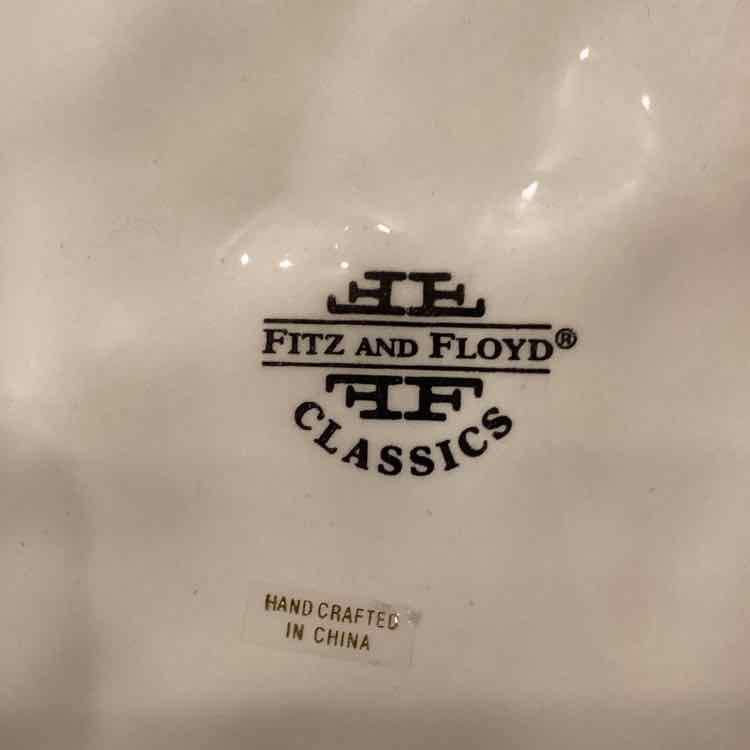 FITZ AND FLOYD®
CLASSICS
HAND CRAFTED
IN CHINA